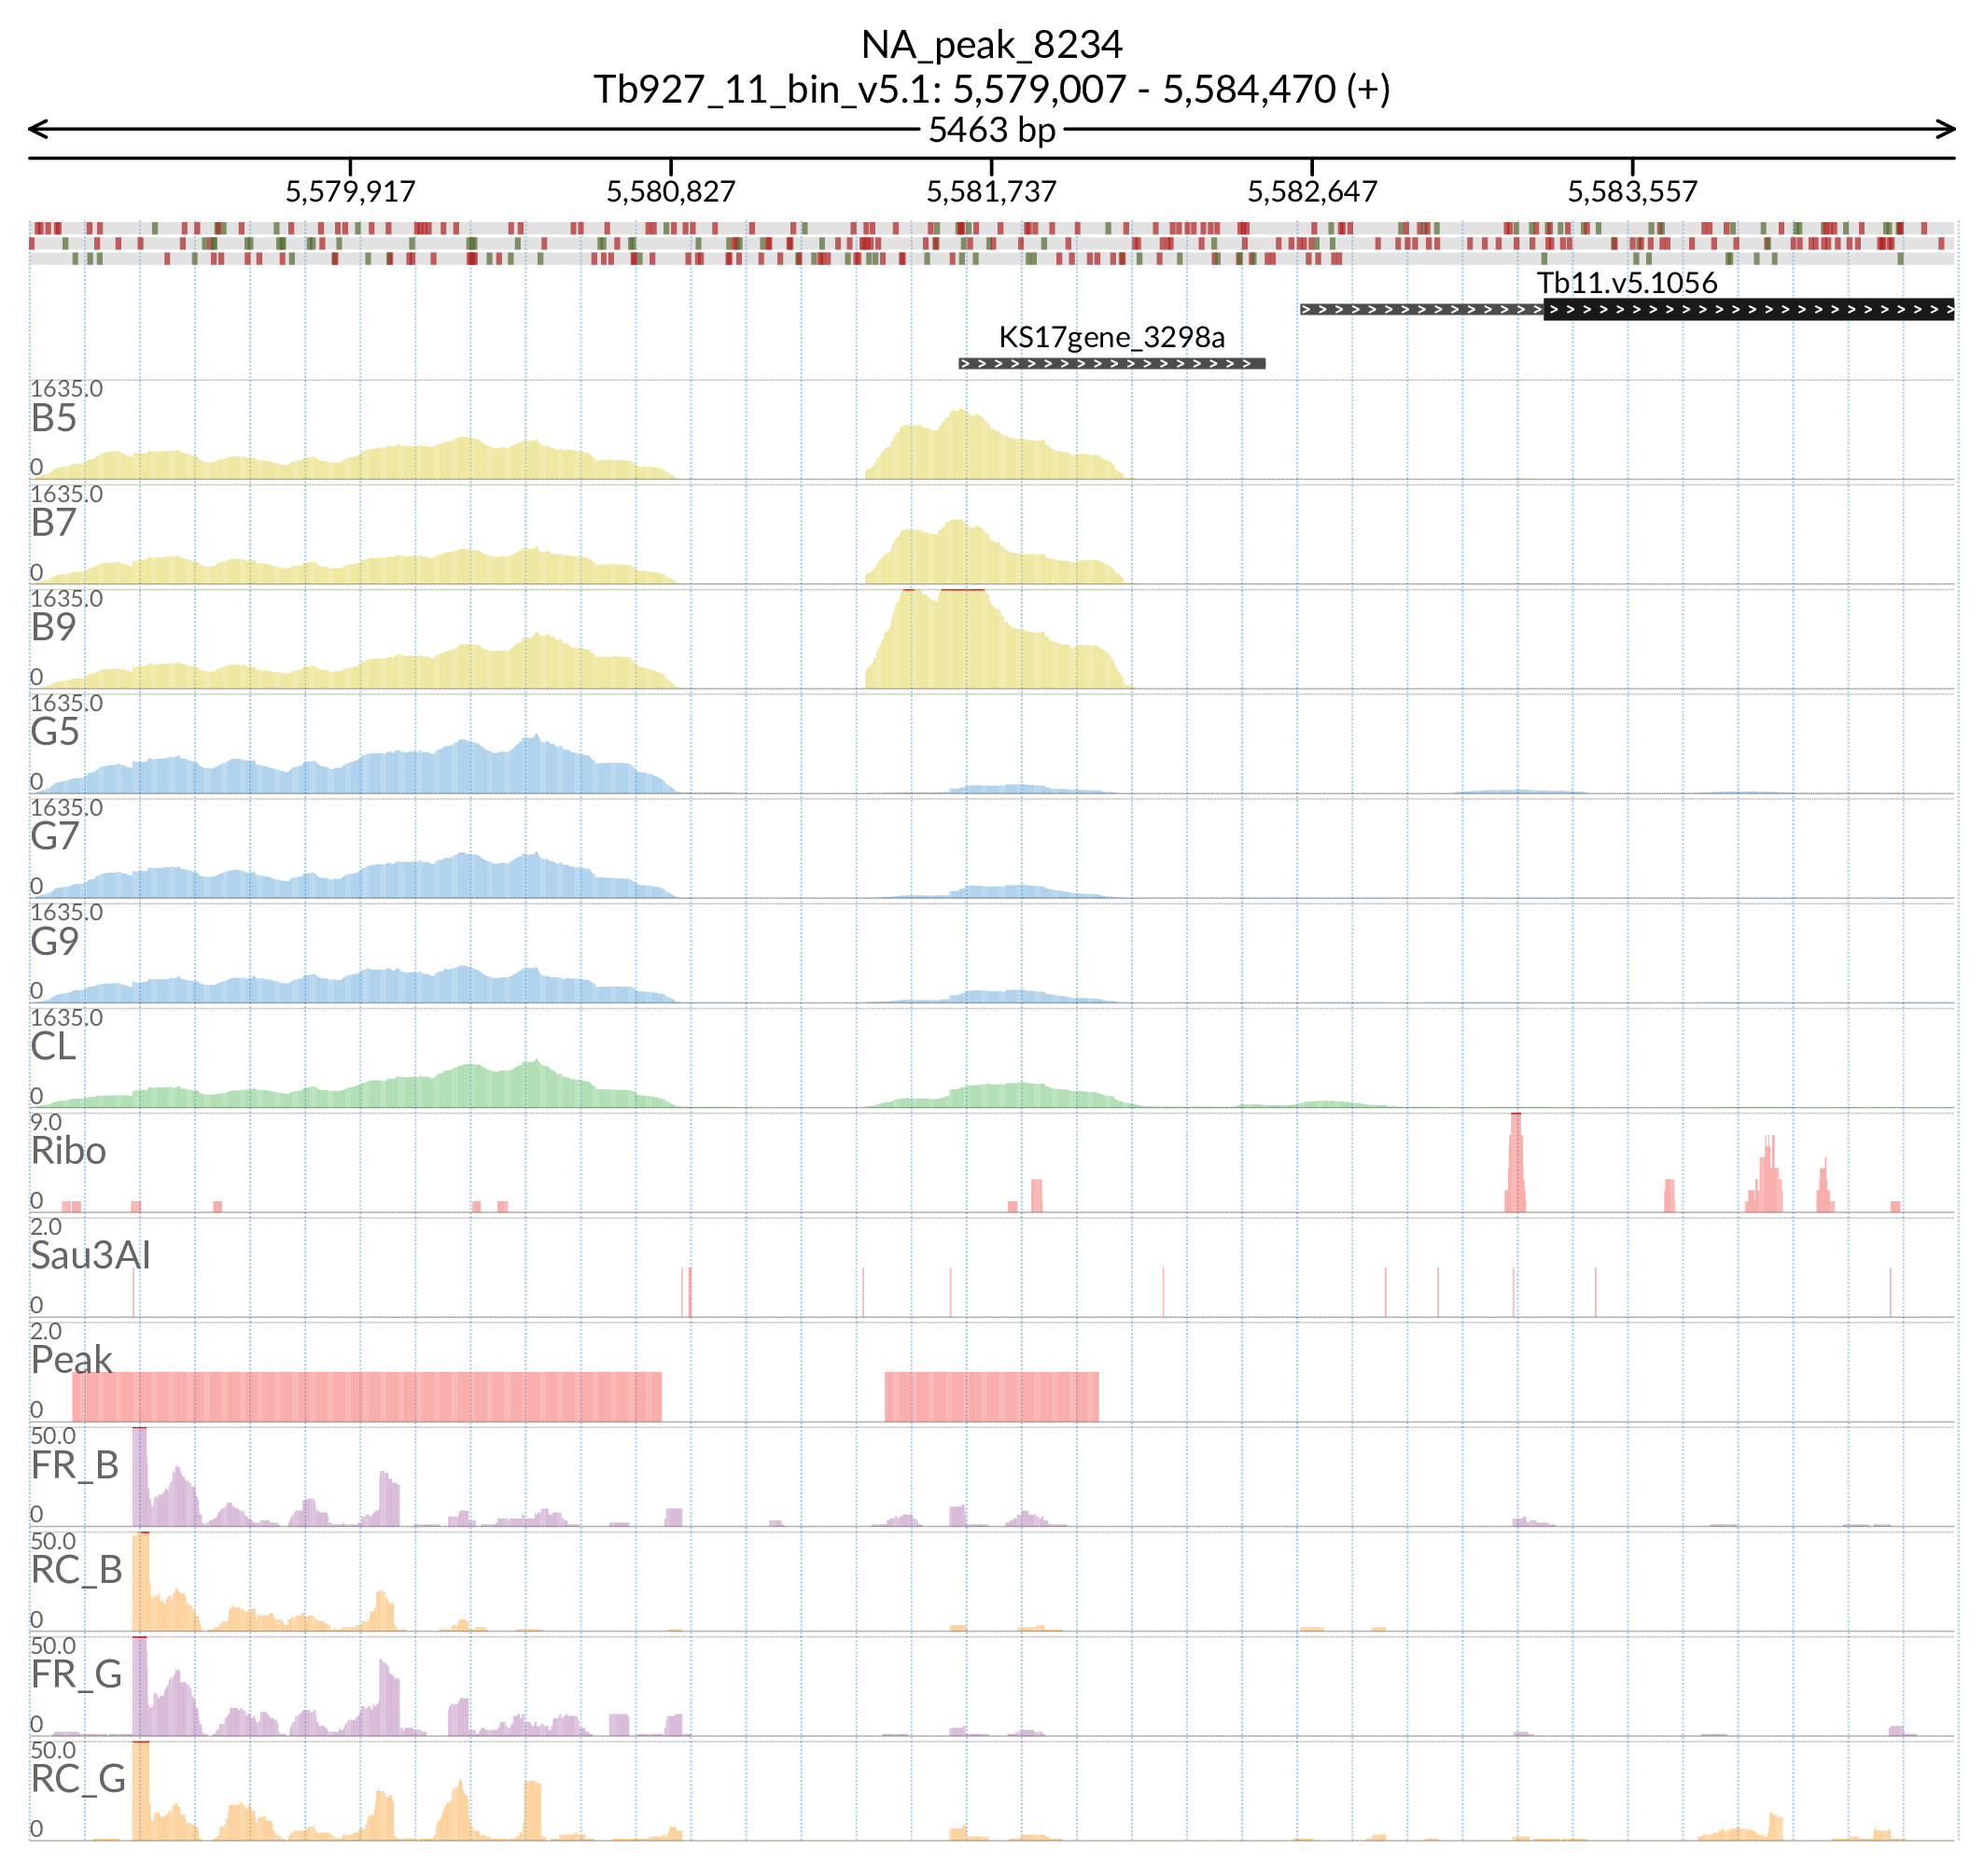 NA_peak_8234
Tb927_11_bin_v5.1: 5,579,007 - 5,584,470 (+)
5463 bp
5,579,917 5,580,827 5,581,737 5,582,647 5,583,557
Tb11.v5.1056
KS17gene_3298a
1635.0
B5
0
1635.0
B7
0
1635.0
B9
0
1635.0
G5
0
1635.0
G7
0
1635.0
G9
0
1635.0
CL
0
9.0
Ribo
0
2.0
Sau3AI
0
2.0
Peak
0
50.0
FR_B
0
50.0
RC_B
0
50.0
FR_G
0
50.0
RC_G
0